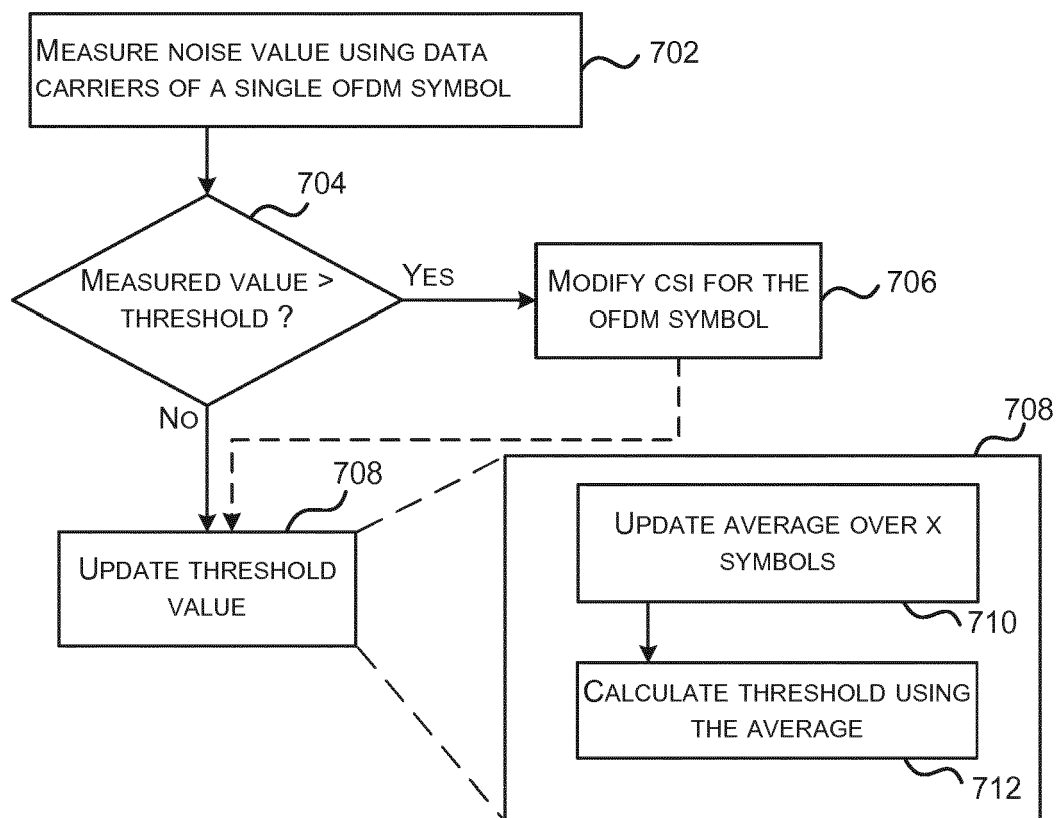 MEASURE NOISE VALUE USING DATA
CARRIERS OF A SINGLE OFDM SYMBOL
702
704
MEASURED VALUE >
THRESHOLD ?
YES
MODIFY CSI FOR THE
OFDM SYMBOL
706
NO
708
UPDATE THRESHOLD
VALUE
708
UPDATE AVERAGE OVER X
SYMBOLS
710
CALCULATE THRESHOLD USING
THE AVERAGE
712